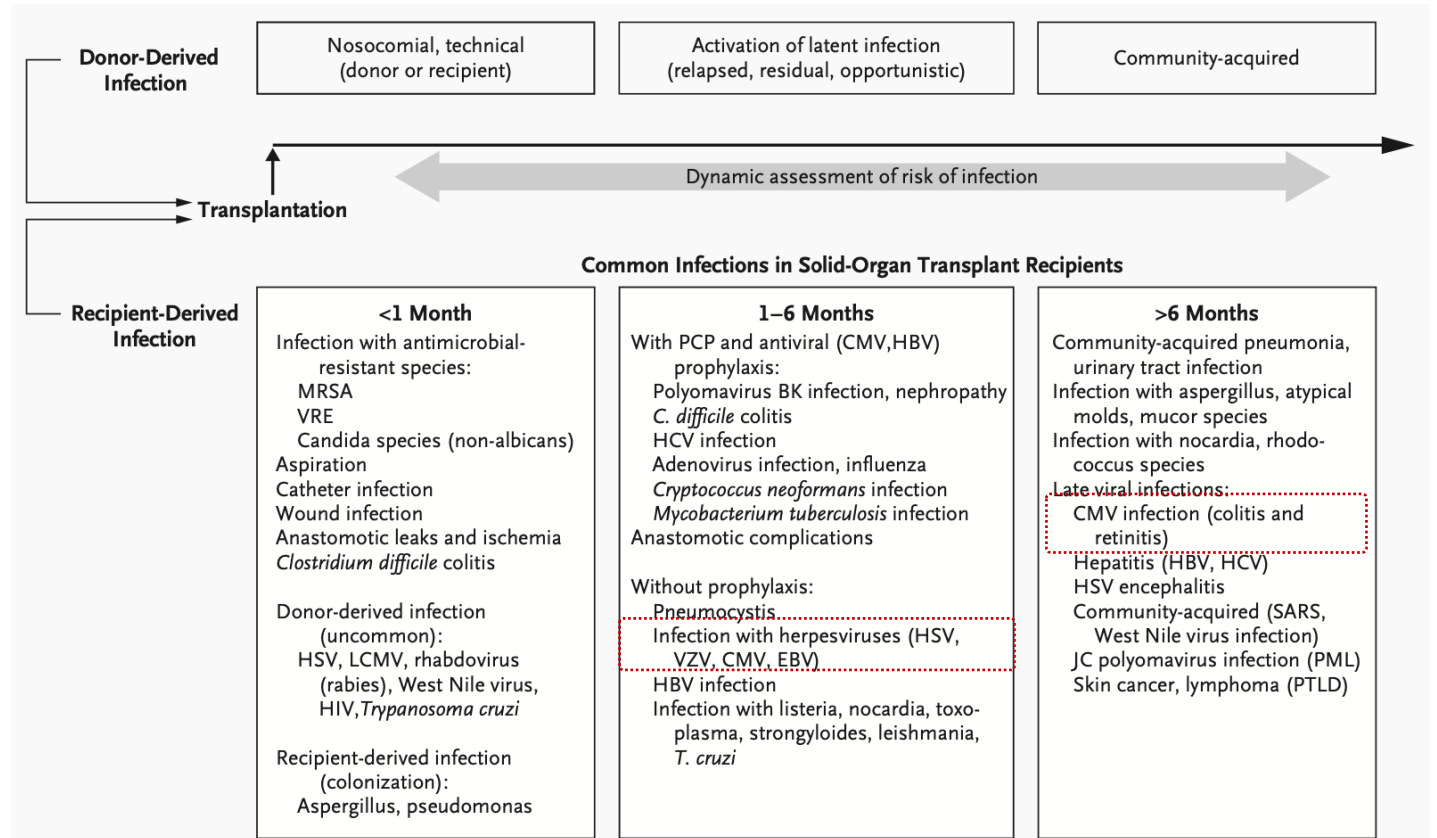 Donor-Derived
Infection
Nosocomial, technical
(donor or recipient)
Activation of latent infection
(relapsed, residual, opportunistic)
Community-acquired
Dynamic assessment of risk of infection
Transplantation
Common Infections in Solid-Organ Transplant Recipients
Recipient-Derived
Infection
<1 Month
Infection with antimicrobial-
resistant species:
MRSA
VRE
Candida species (non-albicans)
Aspiration
Catheter infection
Wound infection
Anastomotic leaks and ischemia
Clostridium difficile colitis
Donor-derived infection
(uncommon):
HSV, LCMV, rhabdovirus
(rabies), West Nile virus,
HIV,Trypanosoma cruzi
Recipient-derived infection
(colonization):
Aspergillus, pseudomonas
1–6 Months
With PCP and antiviral (CMV,HBV)
prophylaxis:
Polyomavirus BK infection, nephropathy
C. difficile colitis
HCV infection
Adenovirus infection, influenza
Cryptococcus neoformans infection
Mycobacterium tuberculosis infection
Anastomotic complications
Without prophylaxis:
Pneumocystis
Infection with herpesviruses (HSV,
VZV, CMV, EBV)
HBV infection
Infection with listeria, nocardia, toxo-
plasma, strongyloides, leishmania,
T. cruzi
>6 Months
Community-acquired pneumonia,
urinary tract infection
Infection with aspergillus, atypical
molds, mucor species
Infection with nocardia, rhodo-
coccus species
Late viral infections:
CMV infection (colitis and
retinitis)
Hepatitis (HBV, HCV)
HSV encephalitis
Community-acquired (SARS,
West Nile virus infection)
JC polyomavirus infection (PML)
Skin cancer, lymphoma (PTLD)